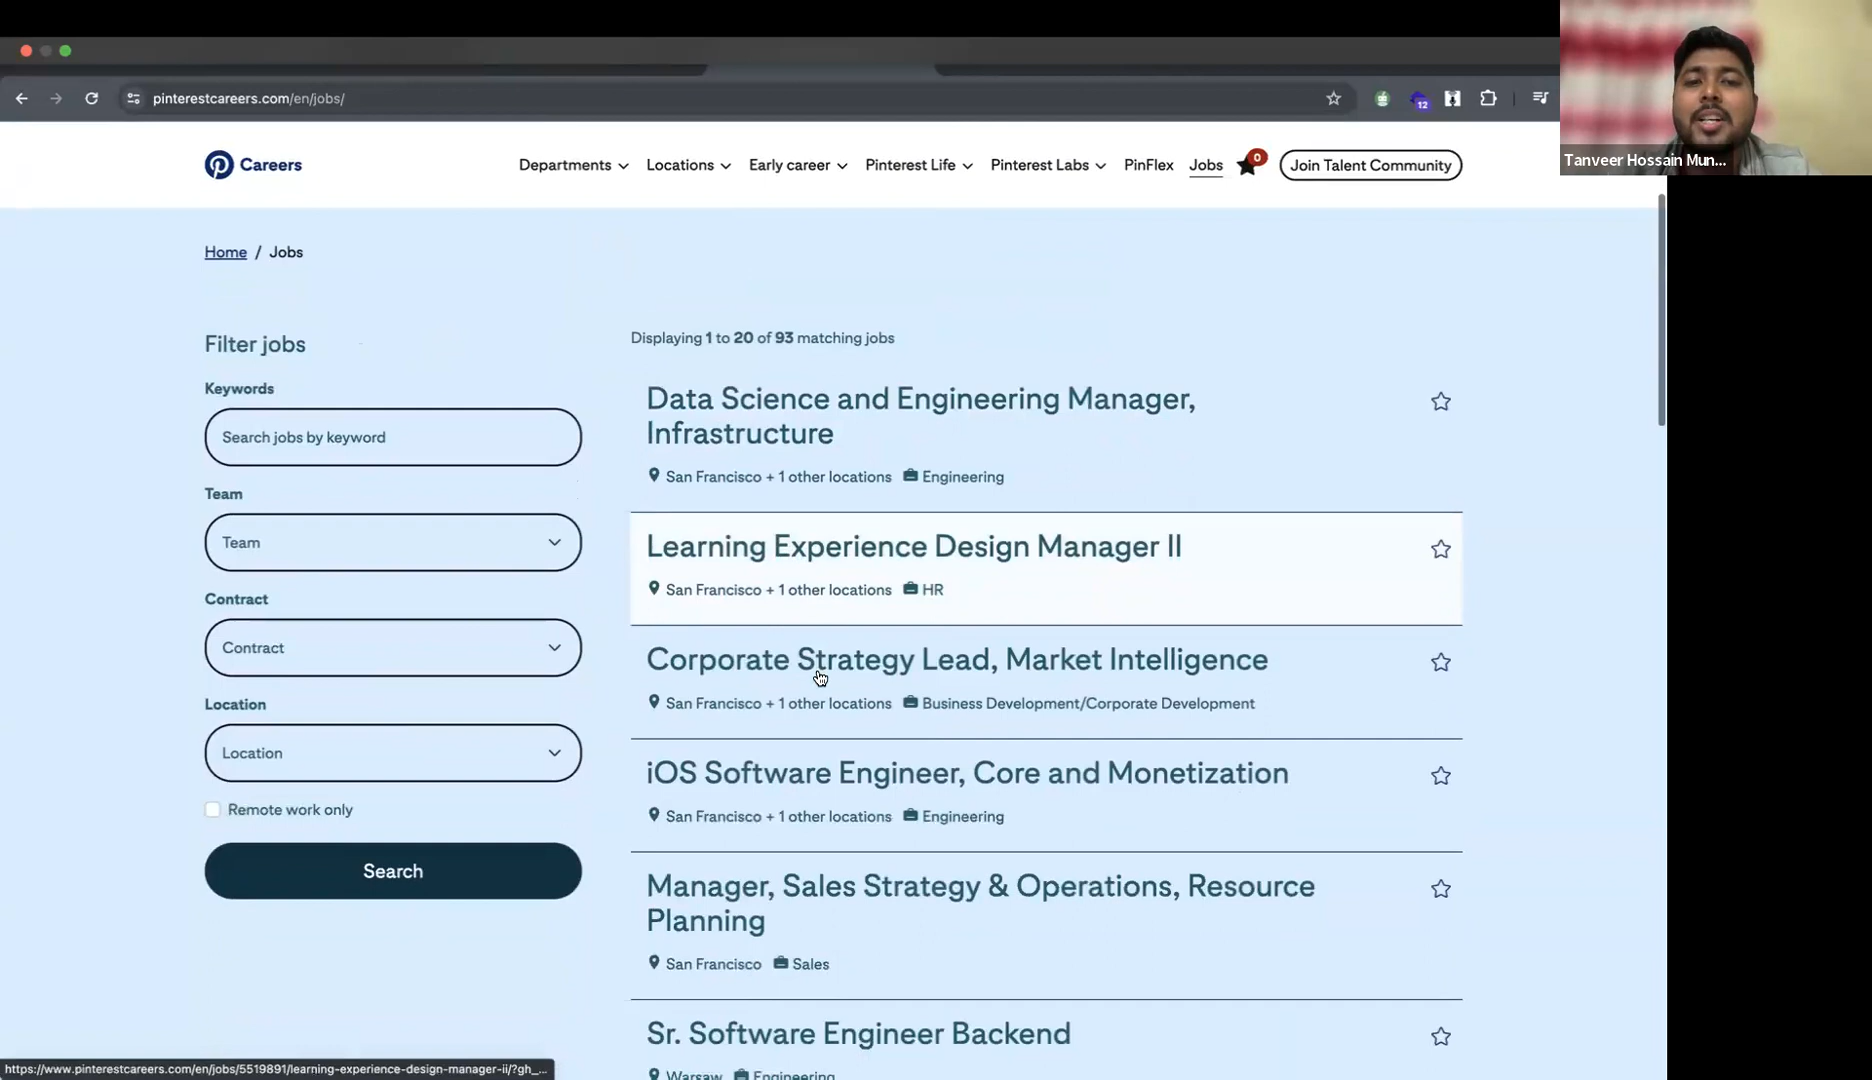 pinterestcareers.com/en/jobs/
12
Tanveer Hossain Mun...
Careers
Departments
Locations
Early career
Pinterest Life
Pinterest Labs
PinFlex
Jobs
0
Join Talent Community
Home / Jobs
Filter jobs
Keywords
Search jobs by keyword
Team
Team
Contract
Contract
Location
Location
Remote work only
Search
Displaying 1 to 20 of 93 matching jobs
Data Science and Engineering Manager,
Infrastructure
San Francisco + 1 other locations Engineering
Learning Experience Design Manager II
San Francisco + 1 other locations HR
Corporate Strategy Lead, Market Intelligence
San Francisco + 1 other locations Business Development/Corporate Development
iOS Software Engineer, Core and Monetization
San Francisco + 1 other locations Engineering
Manager, Sales Strategy & Operations, Resource
Planning
San Francisco Sales
Sr. Software Engineer Backend
Warsaw Engineering
https://www.pinterestcareers.com/en/jobs/5519891/learning-experience-design-manager-ii/?gh_...